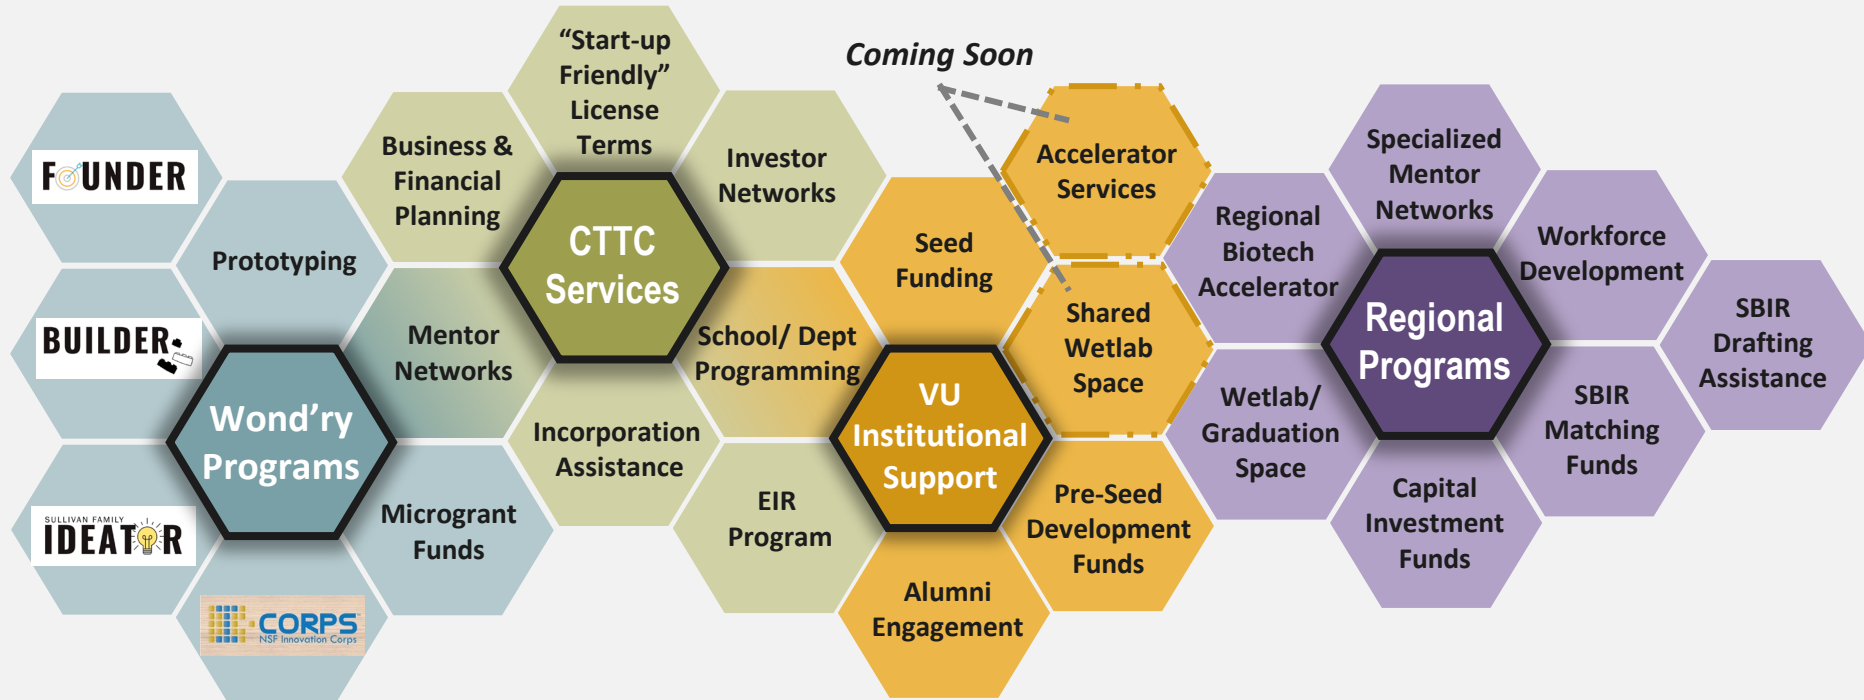 Coming Soon
FOUNDER
BUILDER
SULLIVAN FAMILY
IDEATOR
I-CORPS
NSF Innovation Corps
Prototyping
Wond'ry
Programs
Mentor
Networks
Microgrant
Funds
Business &
Financial
Planning
“Start-up
Friendly”
License
Terms
CTTC
Services
Investor
Networks
Incorporation
Assistance
EIR
Program
School/ Dept
Programming
Seed
Funding
VU
Institutional
Support
Alumni
Engagement
Accelerator
Services
Shared
Wetlab
Space
Pre-Seed
Development
Funds
Regional
Biotech
Accelerator
Wetlab/
Graduation
Space
Specialized
Mentor
Networks
Regional
Programs
Capital
Investment
Funds
Workforce
Development
SBIR
Matching
Funds
SBIR
Drafting
Assistance